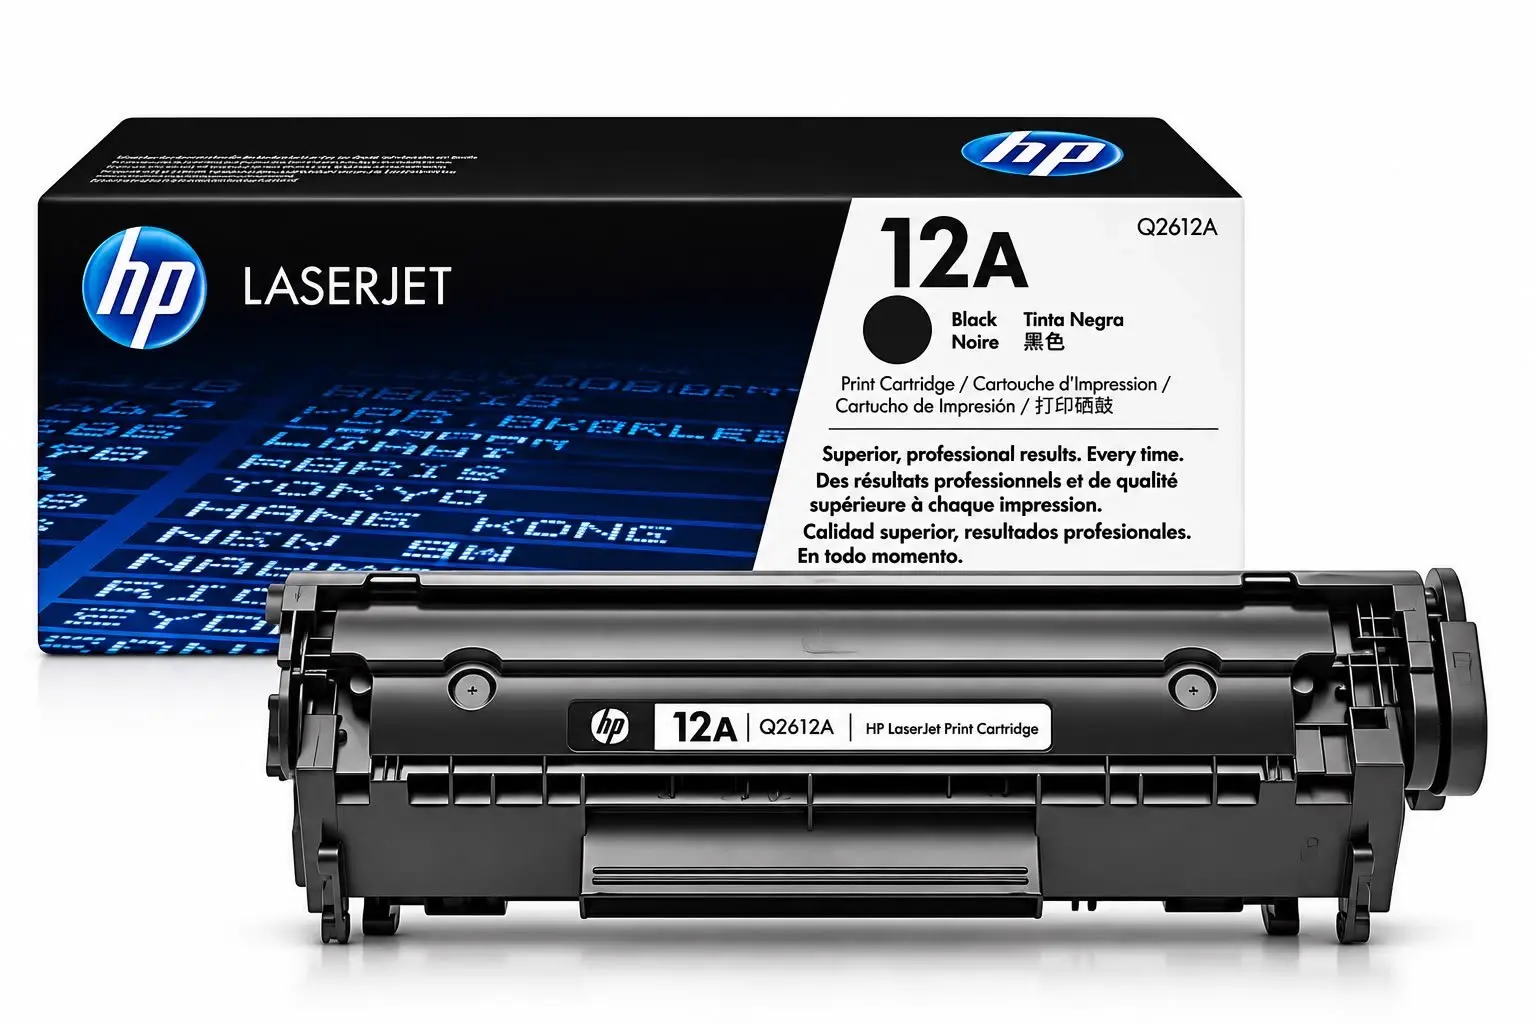 hp
hp
LASERJET
12A
Q2612A
Black
Noire
Tinta Negra
黑色
Print Cartridge / Cartouche d'Impression /
Cartucho de Impresión / 打印硒鼓
Superior, professional results. Every time.
Des résultats professionnels et de qualité
supérieure à chaque impression.
Calidad superior, resultados profesionales.
En todo momento.
TOKYO
KONG
hp 12A Q2612A HP LaserJet Print Cartridge